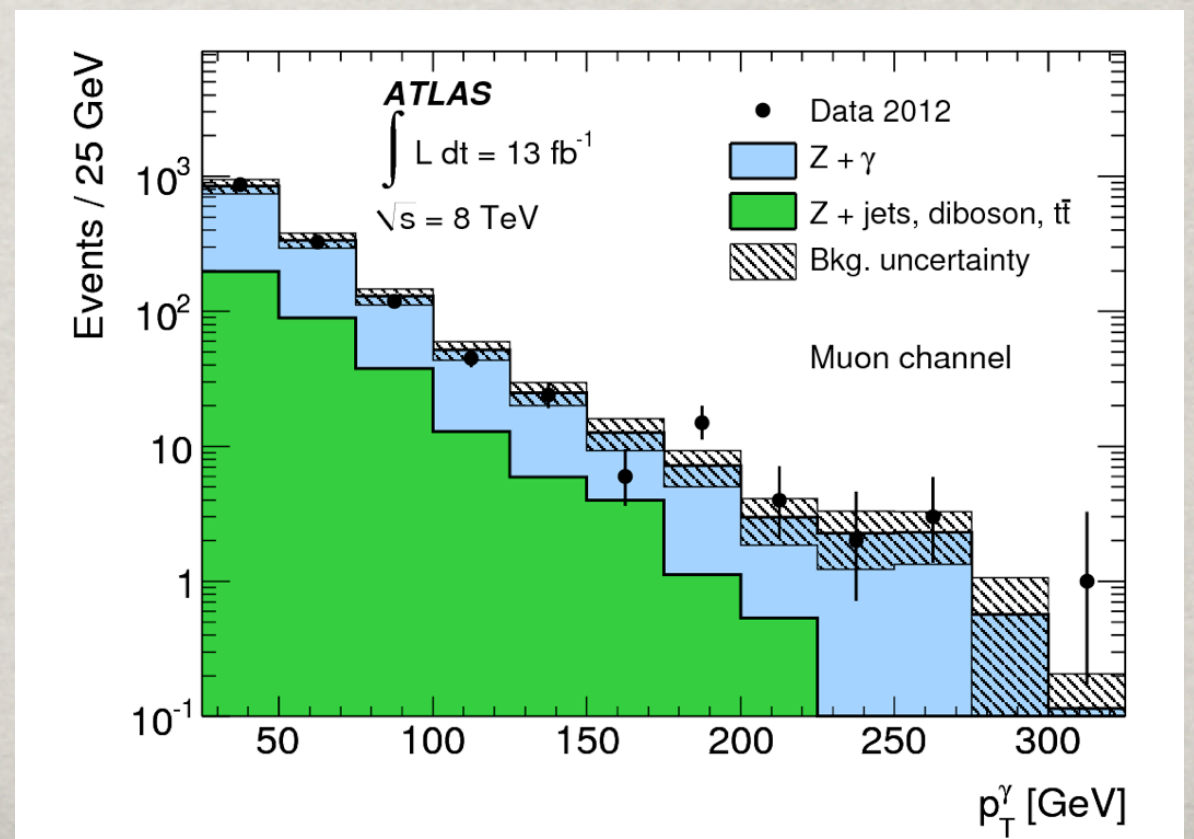 Events / 25 GeV
10³
10²
10
1
10⁻¹
ATLAS
∫ L dt = 13 fb⁻¹
√s = 8 TeV
Data 2012
Z + γ
Z + jets, diboson, tt̄
Bkg. uncertainty
Muon channel
50 100 150 200 250 300
p_T^γ [GeV]